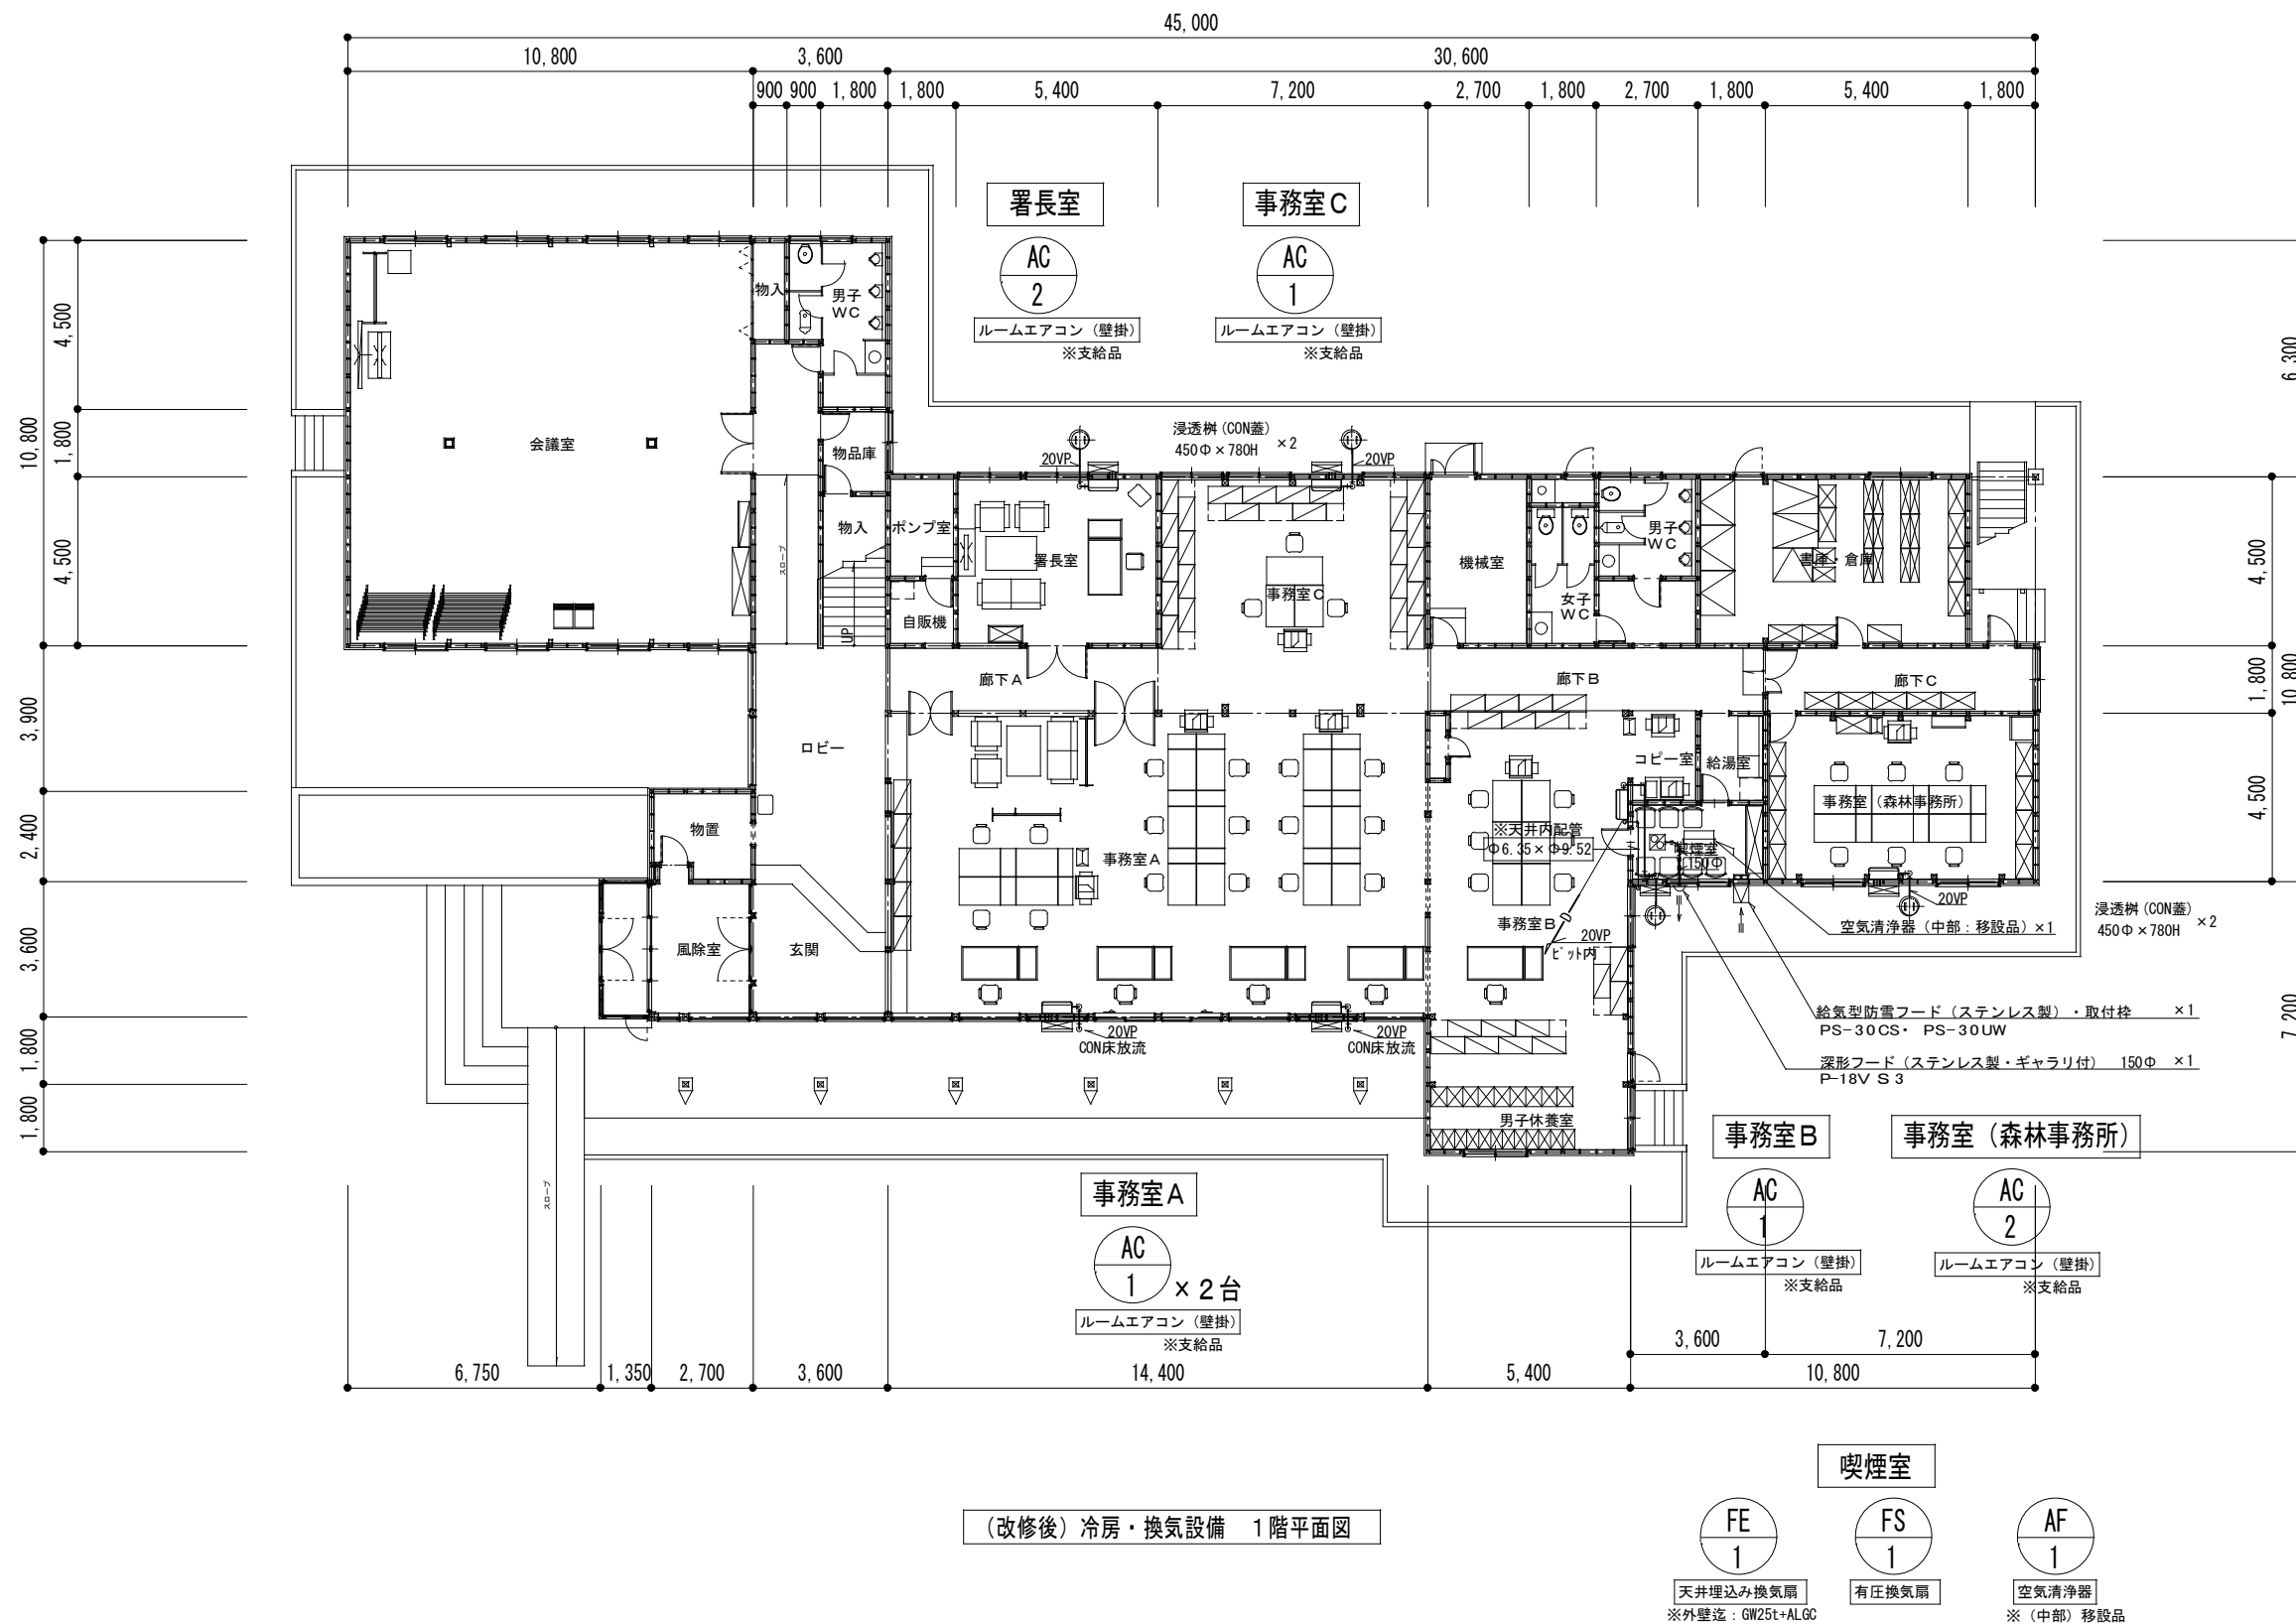 45,000
10,800 3,600 30,600
900 900 1,800 1,800 5,400 7,200 2,700 1,800 2,700 1,800 5,400 1,800
署長室
AC
2
ルームエアコン（壁掛）
※支給品
事務室C
AC
1
ルームエアコン（壁掛）
※支給品
10,800
4,500
1,800
4,500
3,900
2,400
3,600
1,800
1,800
6,300
4,500
1,800
10,800
4,500
7,200
物入
男子
WC
会議室
物品庫
物入
スロープ
UP
ポンプ室
自販機
署長室
20VP
浸透桝(CON蓋)
450Φ×780H ×2
20VP
事務室C
機械室
女子
WC
男子
WC
書庫・倉庫
廊下A
廊下B
廊下C
ロビー
物置
風除室
玄関
事務室A
コピー室
給湯室
事務室（森林事務所）
※天井内配管
Φ6.35×Φ9.52
喫煙室
150Φ
事務室B
20VP
ピット内
20VP
空気清浄器（中部：移設品）×1
浸透桝(CON蓋)
450Φ×780H ×2
20VP
CON床放流
20VP
CON床放流
給気型防雪フード（ステンレス製）・取付枠 ×1
PS-30CS・ PS-30UW
深形フード（ステンレス製・ギャラリ付） 150Φ ×1
P-18VS3
男子休養室
スロープ
事務室A
AC
1
×2台
ルームエアコン（壁掛）
※支給品
事務室B
AC
1
ルームエアコン（壁掛）
※支給品
事務室（森林事務所）
AC
2
ルームエアコン（壁掛）
※支給品
3,600 7,200
6,750 1,350 2,700 3,600 14,400 5,400 10,800
（改修後）冷房・換気設備 1階平面図
喫煙室
FE
1
天井埋込み換気扇
※外壁迄：GW25t+ALGC
FS
1
有圧換気扇
AF
1
空気清浄器
※（中部）移設品